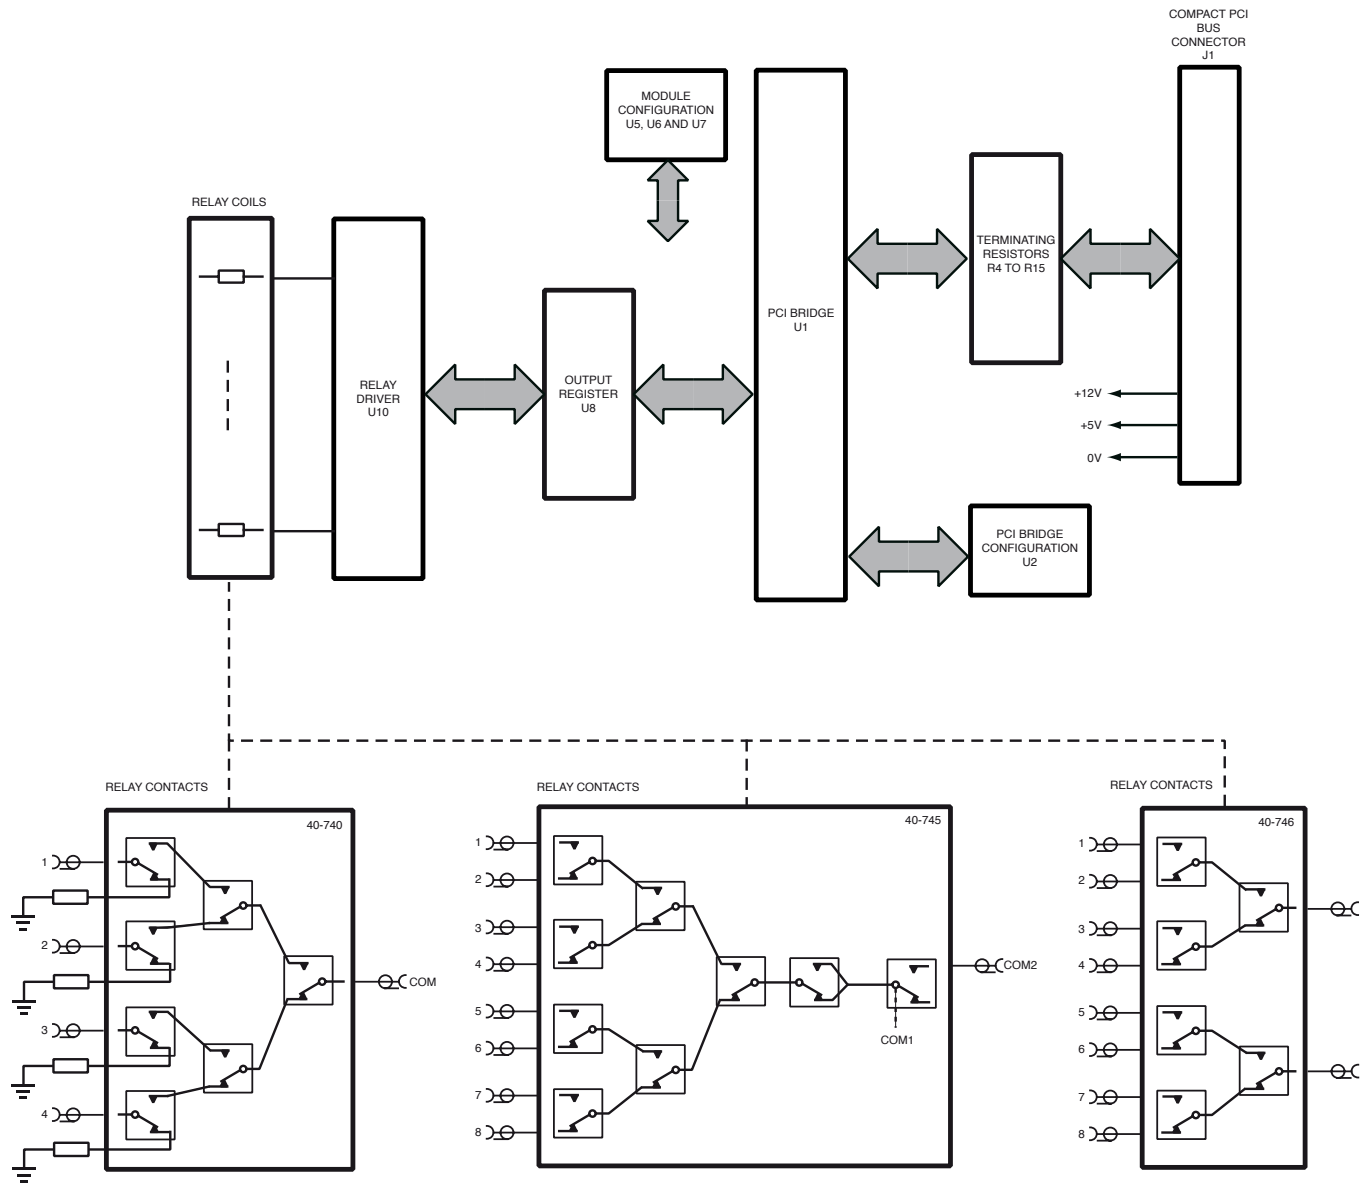 COMPACT PCI
BUS
CONNECTOR
J1
MODULE
CONFIGURATION
U5, U6 AND U7
RELAY COILS
TERMINATING
RESISTORS
R4 TO R15
PCI BRIDGE
U1
RELAY
DRIVER
U10
OUTPUT
REGISTER
U8
+12V
+5V
0V
PCI BRIDGE
CONFIGURATION
U2
RELAY CONTACTS
40-740
1
2
3
4
COM
RELAY CONTACTS
40-745
1
2
3
4
5
6
7
8
COM2
COM1
RELAY CONTACTS
40-746
1
2
3
4
5
6
7
8